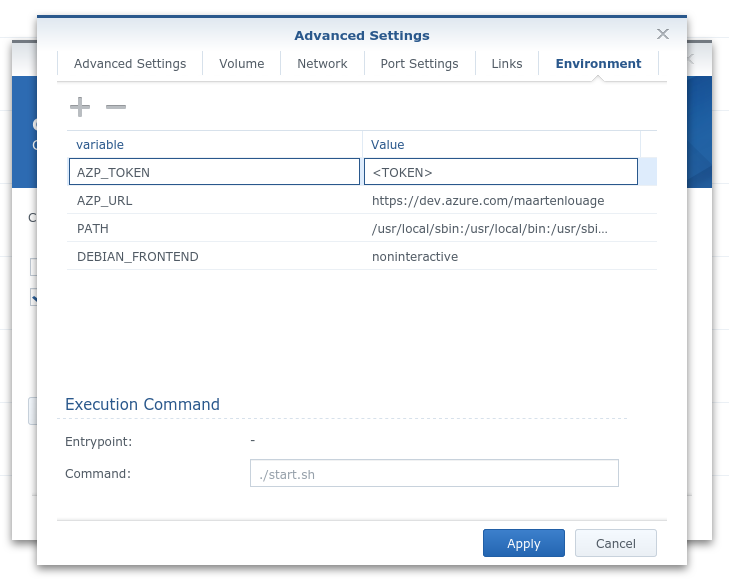 Advanced Settings
Advanced Settings Volume Network Port Settings Links Environment
variable Value
AZP_TOKEN <TOKEN>
AZP_URL https://dev.azure.com/maartenlouage
PATH /usr/local/sbin:/usr/local/bin:/usr/sbi...
DEBIAN_FRONTEND noninteractive
Execution Command
Entrypoint: -
Command: ./start.sh
Apply Cancel